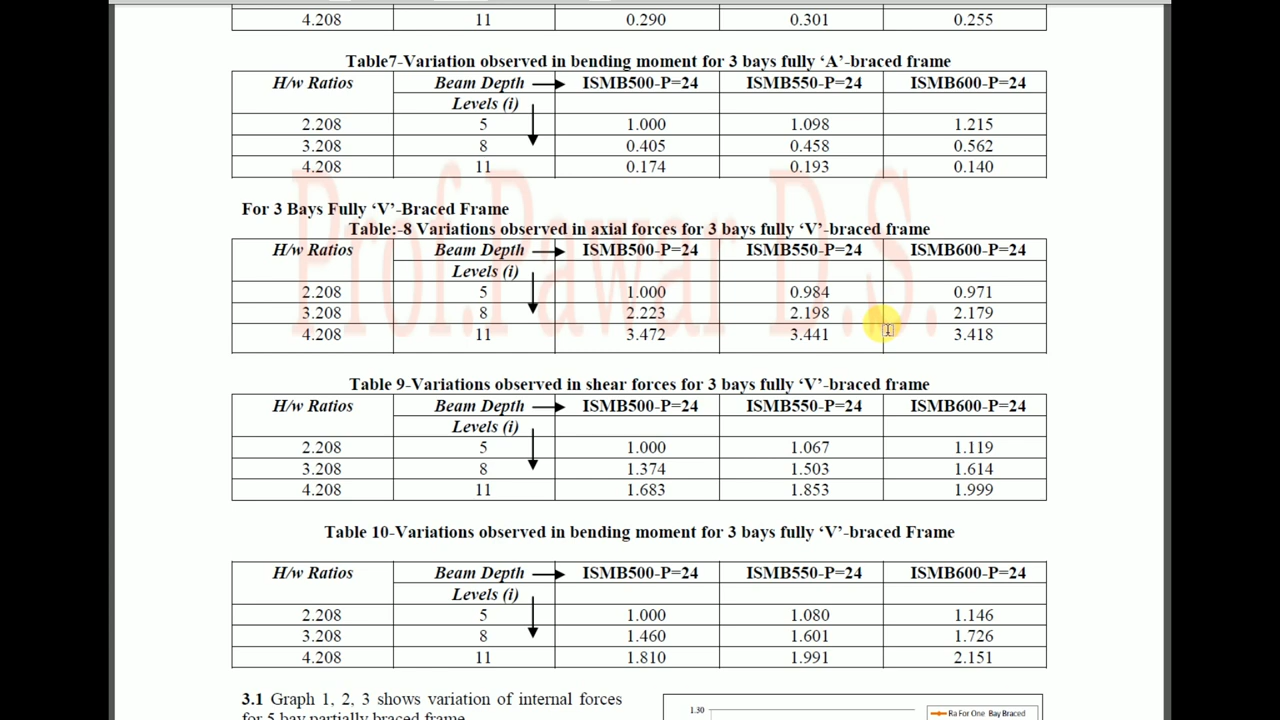 4.208 11 0.290 0.301 0.255
Table7-Variation observed in bending moment for 3 bays fully ‘A’-braced frame
H/w Ratios Beam Depth ISMB500-P=24 ISMB550-P=24 ISMB600-P=24
Levels (i)
2.208 5 1.000 1.098 1.215
3.208 8 0.405 0.458 0.562
4.208 11 0.174 0.193 0.140
Prof.Pawar D.S.
For 3 Bays Fully ‘V’-Braced Frame
Table:-8 Variations observed in axial forces for 3 bays fully ‘V’-braced frame
H/w Ratios Beam Depth ISMB500-P=24 ISMB550-P=24 ISMB600-P=24
Levels (i)
2.208 5 1.000 0.984 0.971
3.208 8 2.223 2.198 2.179
4.208 11 3.472 3.441 3.418
Table 9-Variations observed in shear forces for 3 bays fully ‘V’-braced frame
H/w Ratios Beam Depth ISMB500-P=24 ISMB550-P=24 ISMB600-P=24
Levels (i)
2.208 5 1.000 1.067 1.119
3.208 8 1.374 1.503 1.614
4.208 11 1.683 1.853 1.999
Table 10-Variations observed in bending moment for 3 bays fully ‘V’-braced Frame
H/w Ratios Beam Depth ISMB500-P=24 ISMB550-P=24 ISMB600-P=24
Levels (i)
2.208 5 1.000 1.080 1.146
3.208 8 1.460 1.601 1.726
4.208 11 1.810 1.991 2.151
3.1 Graph 1, 2, 3 shows variation of internal forces
for 5 bay partially braced frame
1.30
Ra For One Bay Braced